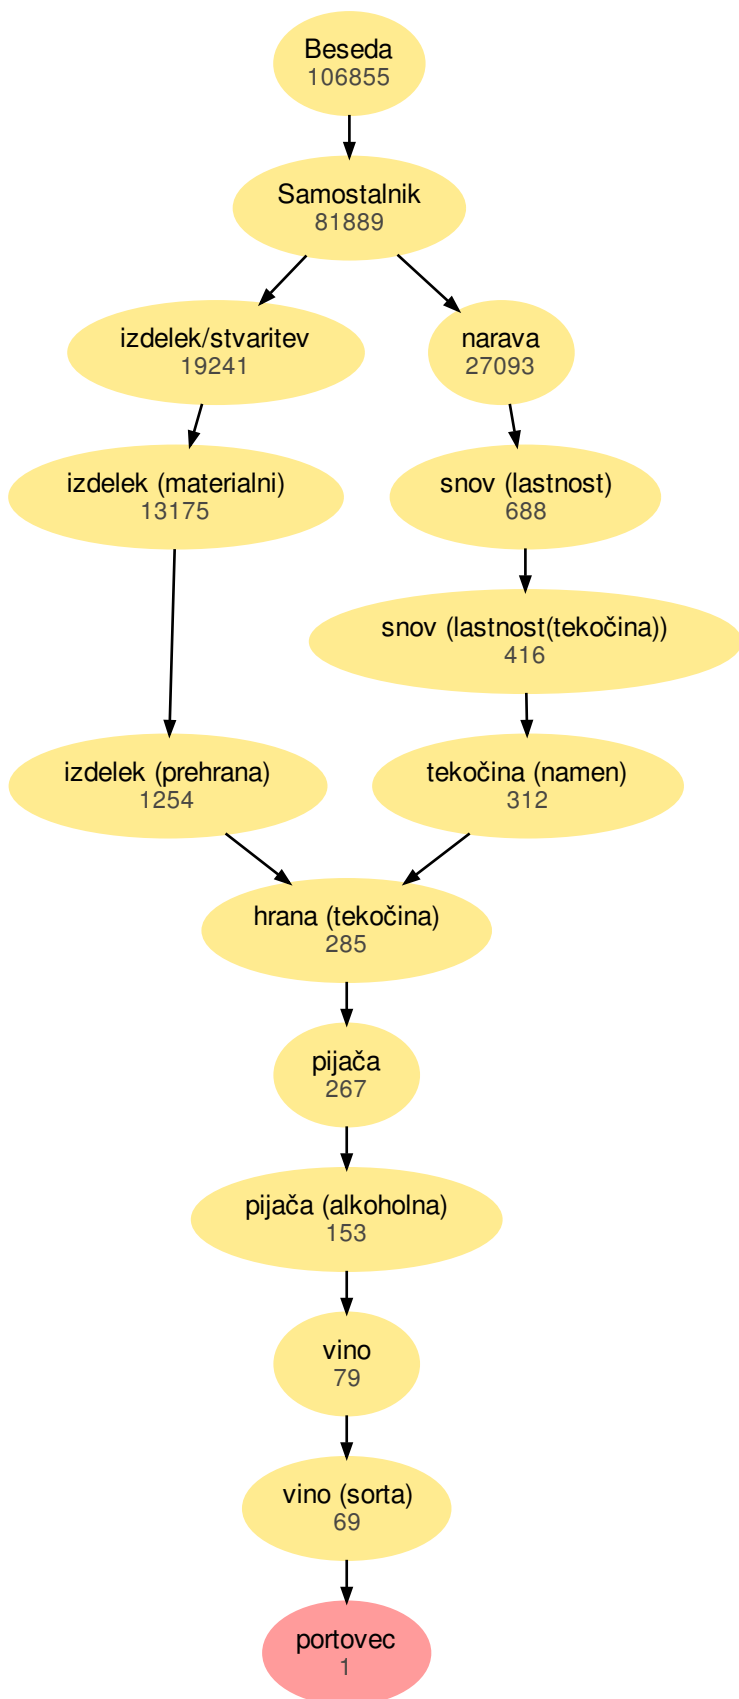 Beseda
106855
Samostalnik
81889
izdelek/stvaritev
19241
narava
27093
izdelek (materialni)
13175
snov (lastnost)
688
snov (lastnost(tekočina))
416
izdelek (prehrana)
1254
tekočina (namen)
312
hrana (tekočina)
285
pijača
267
pijača (alkoholna)
153
vino
79
vino (sorta)
69
portovec
1